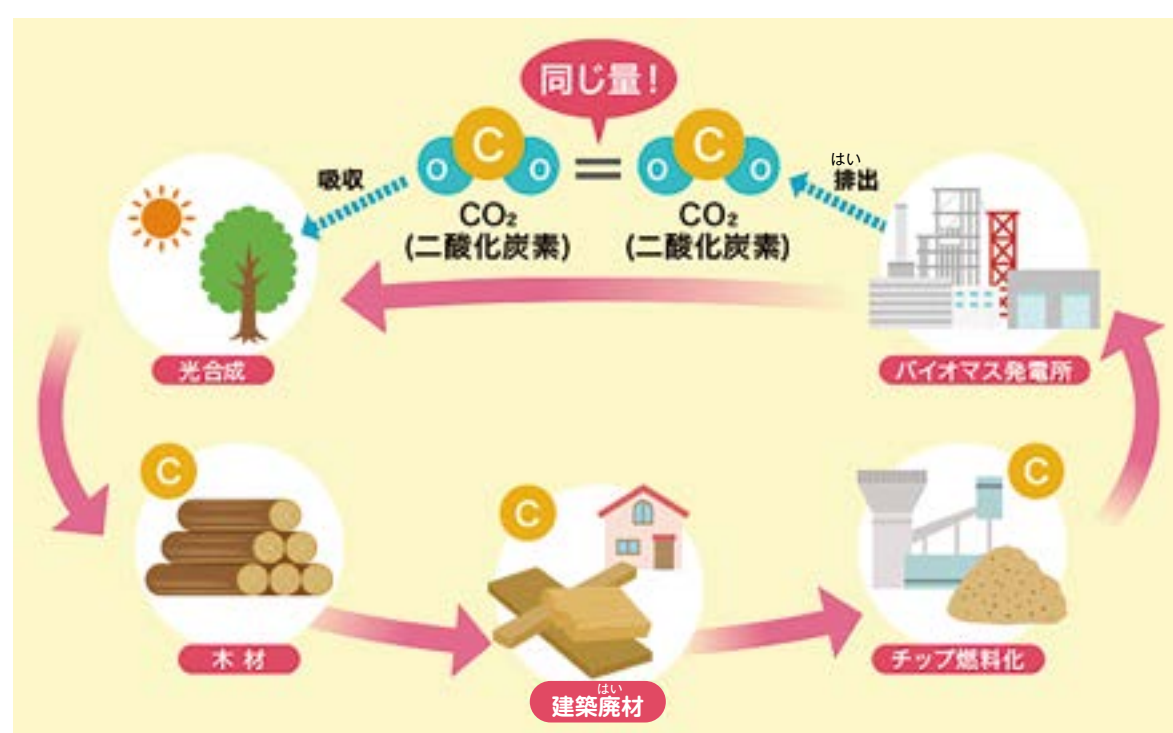 同じ量!
C
O
O
=
C
O
O
吸収
はい
排出
CO₂
(二酸化炭素)
CO₂
(二酸化炭素)
光合成
バイオマス発電所
C
C
C
木材
はい
建築廃材
チップ燃料化